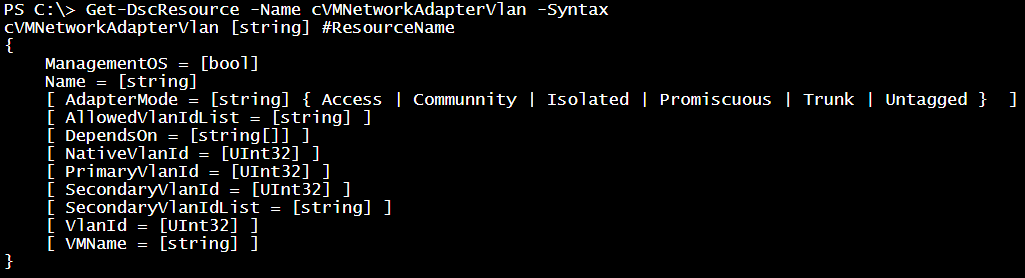 PS C:\> Get-DscResource -Name cVMNetworkAdapterVlan -Syntax
cVMNetworkAdapterVlan [string] #ResourceName
{
    ManagementOS = [bool]
    Name = [string]
    [ AdapterMode = [string] { Access | Communnity | Isolated | Promiscuous | Trunk | Untagged }  ]
    [ AllowedVlanIdList = [string] ]
    [ DependsOn = [string[]] ]
    [ NativeVlanId = [UInt32] ]
    [ PrimaryVlanId = [UInt32] ]
    [ SecondaryVlanId = [UInt32] ]
    [ SecondaryVlanIdList = [string] ]
    [ VlanId = [UInt32] ]
    [ VMName = [string] ]
}